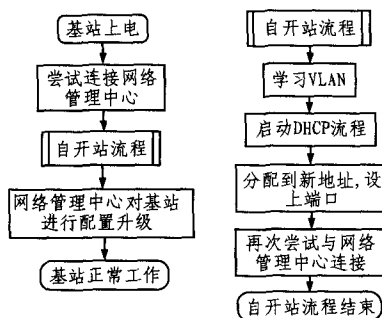 基站上电
尝试连接网络
管理中心
自开站流程
网络管理中心对基站
进行配置升级
基站正常工作
自开站流程
学习VLAN
启动DHCP流程
分配到新地址,设
上端口
再次尝试与网络
管理中心连接
自开站流程结束